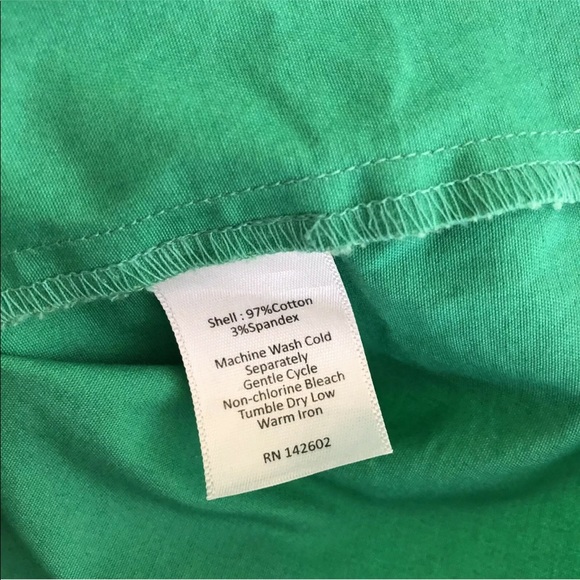 Shell : 97%Cotton
3%Spandex
Machine Wash Cold
Separately
Gentle Cycle
Non-chlorine Bleach
Tumble Dry Low
Warm Iron
RN 142602